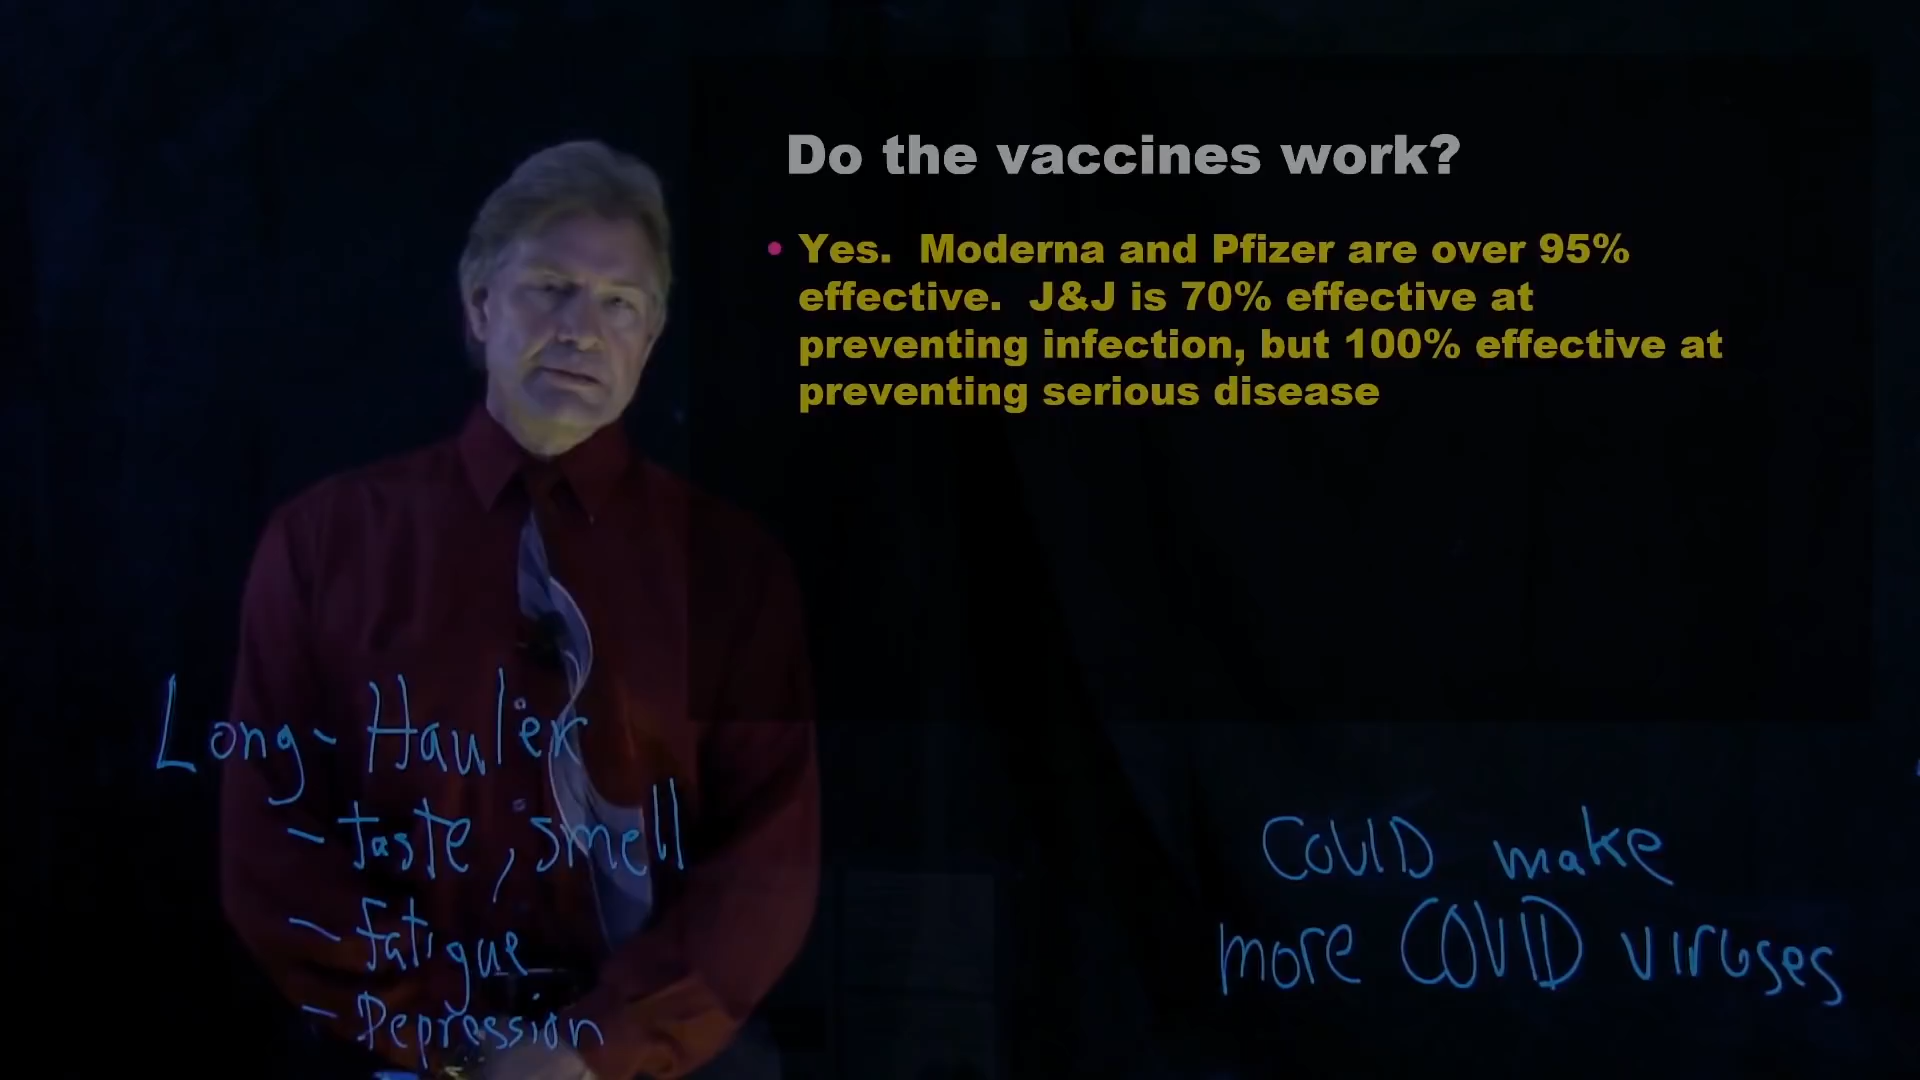 Do the vaccines work?
• Yes. Moderna and Pfizer are over 95%
effective. J&J is 70% effective at
preventing infection, but 100% effective at
preventing serious disease
Long-Hauler
- taste, smell
- Fatigue
- Depression
COVID make
more COVID viruses